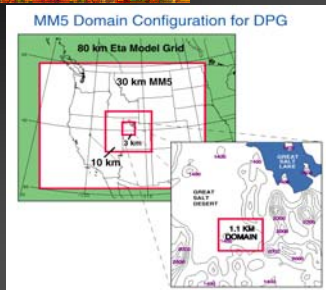 MM5 Domain Configuration for DPG
80 km Eta Model Grid
30 km MM5
3 km
10 km
GREAT
SALT
LAKE
GREAT
SALT
DESERT
1.1 KM
DOMAIN